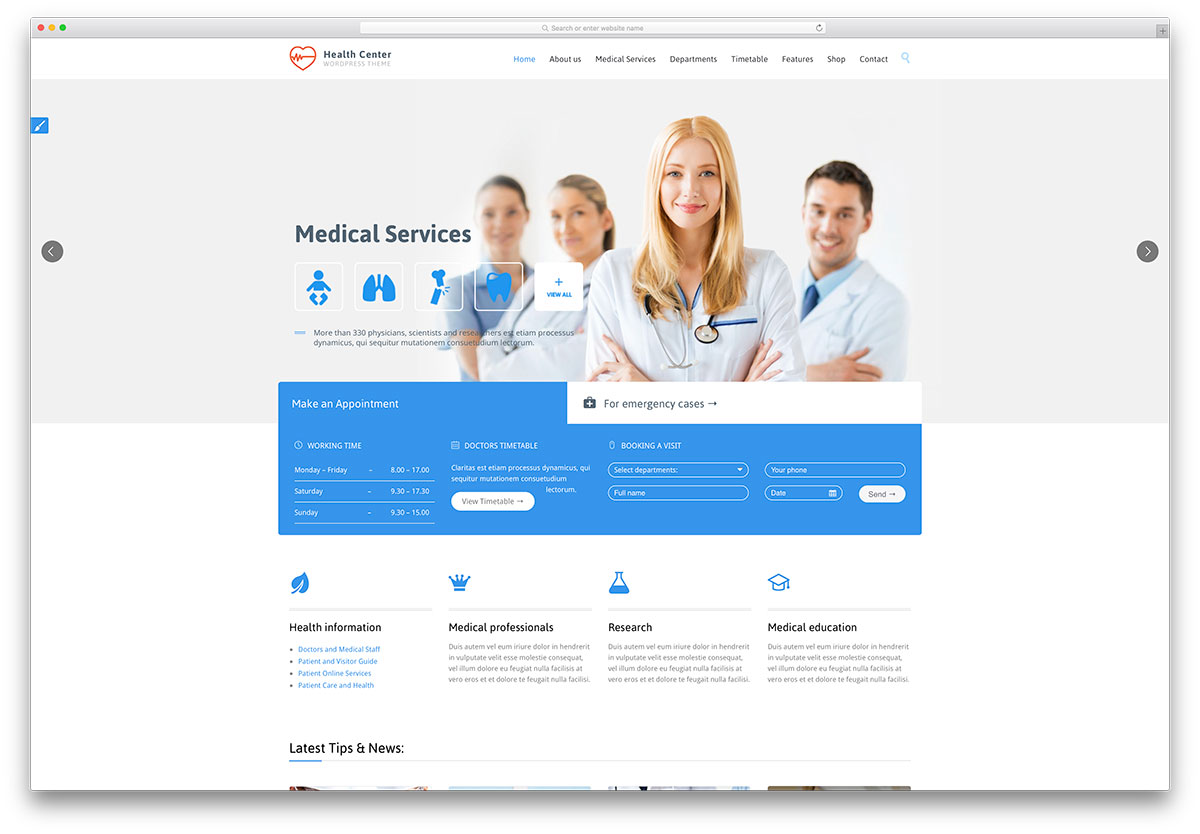 Search or enter website name
Health Center
WORDPRESS THEME
Home About us Medical Services Departments Timetable Features Shop Contact
Medical Services
+
VIEW ALL
More than 330 physicians, scientists and researchers est etiam processus
dynamicus, qui sequitur mutationem consuetudium lectorum.
Make an Appointment
For emergency cases →
WORKING TIME
Monday – Friday – 8.00 – 17.00
Saturday – 9.30 – 17.30
Sunday – 9.30 – 15.00
DOCTORS TIMETABLE
Claritas est etiam processus dynamicus, qui
sequitur mutationem consuetudium
lectorum.
View Timetable →
BOOKING A VISIT
Select departments:
Your phone
Full name
Date
Send →
Health information
• Doctors and Medical Staff
• Patient and Visitor Guide
• Patient Online Services
• Patient Care and Health
Medical professionals
Duis autem vel eum iriure dolor in hendrerit
in vulputate velit esse molestie consequat,
vel illum dolore eu feugiat nulla facilisis at
vero eros et et dolore te feugait nulla facilisi.
Research
Duis autem vel eum iriure dolor in hendrerit
in vulputate velit esse molestie consequat,
vel illum dolore eu feugiat nulla facilisis at
vero eros et et dolore te feugait nulla facilisi.
Medical education
Duis autem vel eum iriure dolor in hendrerit
in vulputate velit esse molestie consequat,
vel illum dolore eu feugiat nulla facilisis at
vero eros et et dolore te feugait nulla facilisi.
Latest Tips & News: